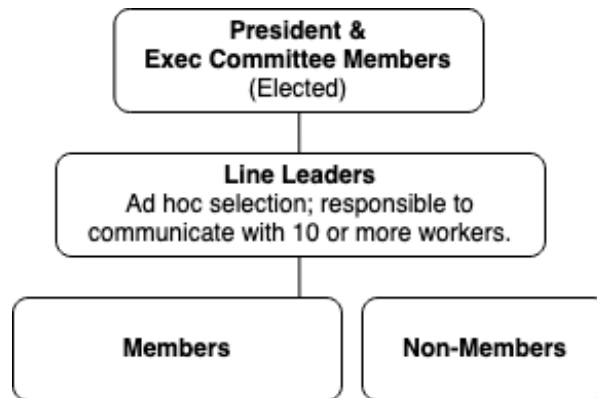 President &
Exec Committee Members
(Elected)
Line Leaders
Ad hoc selection; responsible to
communicate with 10 or more workers.
Members
Non-Members